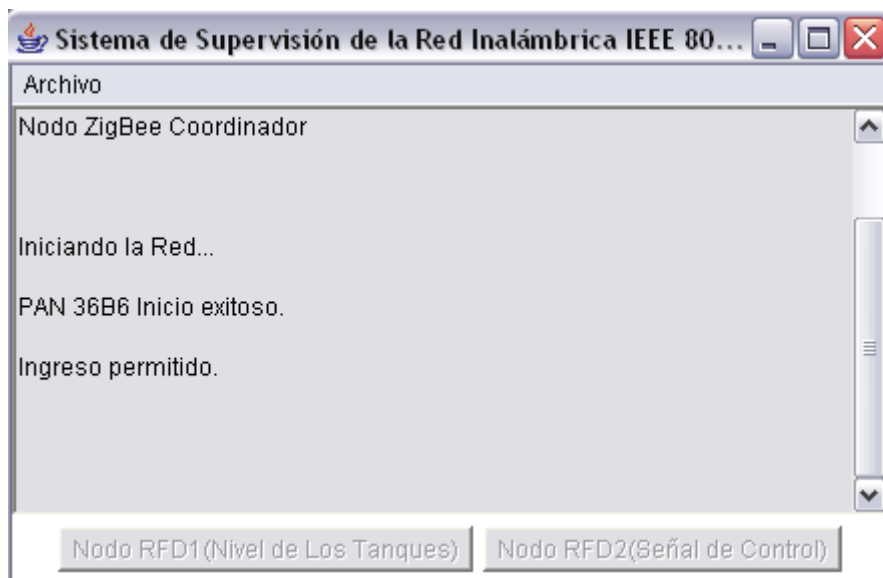 Sistema de Supervisión de la Red Inalámbrica IEEE 80...
Archivo
Nodo ZigBee Coordinador
Iniciando la Red...
PAN 36B6 Inicio exitoso.
Ingreso permitido.
Nodo RFD1(Nivel de Los Tanques) Nodo RFD2(Señal de Control)